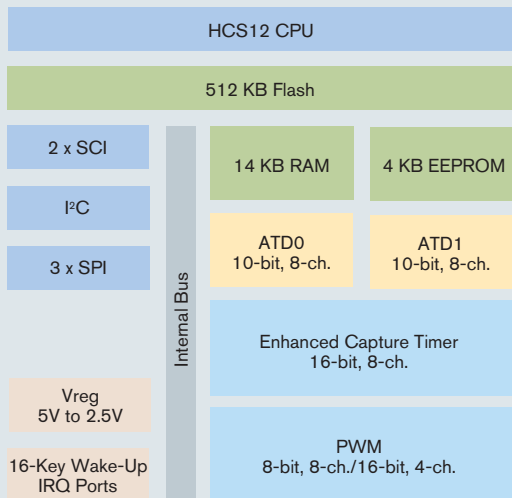 HCS12 CPU
512 KB Flash
2 x SCI
I²C
3 x SPI
Vreg
5V to 2.5V
16-Key Wake-Up
IRQ Ports
Internal Bus
14 KB RAM
4 KB EEPROM
ATD0
10-bit, 8-ch.
ATD1
10-bit, 8-ch.
Enhanced Capture Timer
16-bit, 8-ch.
PWM
8-bit, 8-ch./16-bit, 4-ch.